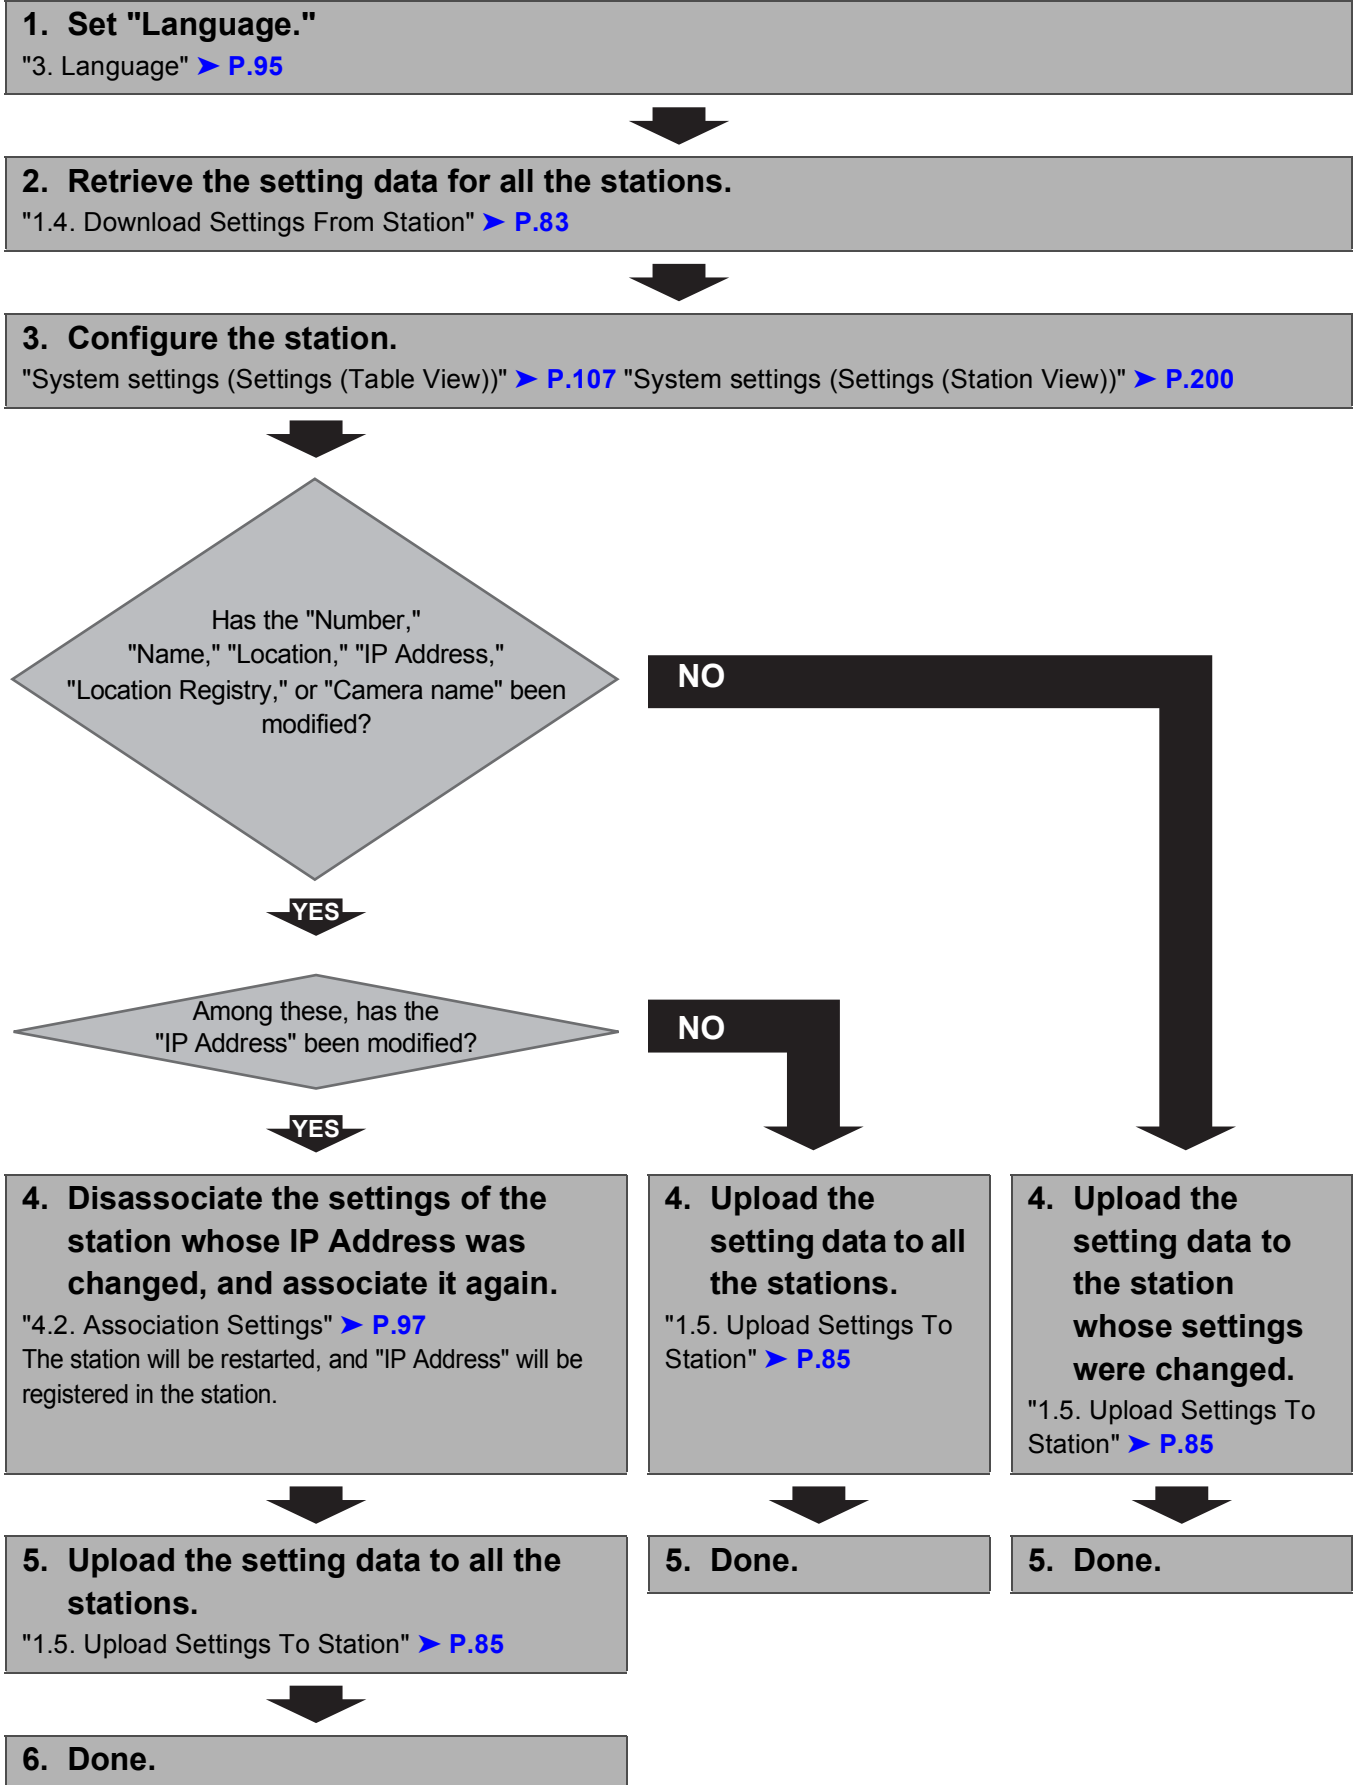 1. Set "Language."
"3. Language" ➤ P.95
2. Retrieve the setting data for all the stations.
"1.4. Download Settings From Station" ➤ P.83
3. Configure the station.
"System settings (Settings (Table View))" ➤ P.107 "System settings (Settings (Station View))" ➤ P.200
Has the "Number,"
"Name," "Location," "IP Address,"
"Location Registry," or "Camera name" been
modified?
NO
YES
Among these, has the
"IP Address" been modified?
NO
YES
4. Disassociate the settings of the
station whose IP Address was
changed, and associate it again.
"4.2. Association Settings" ➤ P.97
The station will be restarted, and "IP Address" will be
registered in the station.
4. Upload the
setting data to all
the stations.
"1.5. Upload Settings To
Station" ➤ P.85
4. Upload the
setting data to
the station
whose settings
were changed.
"1.5. Upload Settings To
Station" ➤ P.85
5. Upload the setting data to all the
stations.
"1.5. Upload Settings To Station" ➤ P.85
5. Done.
5. Done.
6. Done.